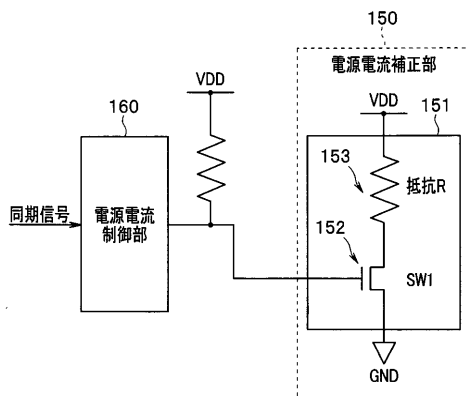 150
電源電流補正部
VDD
VDD
151
160
153
抵抗R
同期信号
電源電流
制御部
152
SW1
GND